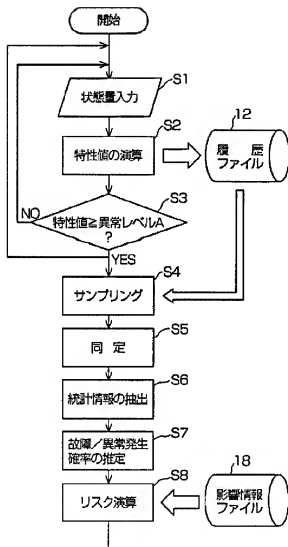 開始
状態量入力
S1
特性値の演算
S2
12
履歴
ファイル
特性値≧異常レベルA
?
S3
NO
YES
サンプリング
S4
同定
S5
統計情報の抽出
S6
故障/異常発生
確率の推定
S7
リスク演算
S8
18
影響情報
ファイル